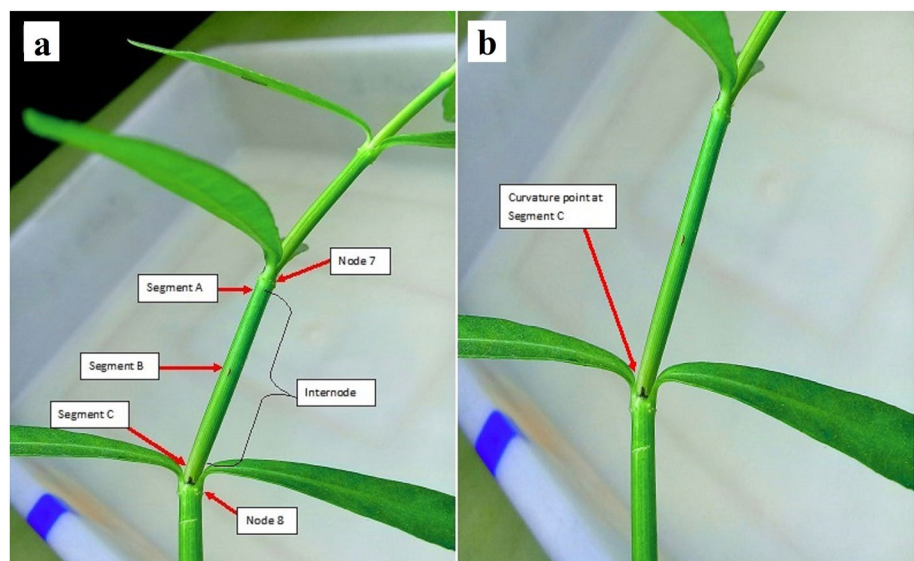 a
Node 7
Segment A
Segment B
Internode
Segment C
Node 8
b
Curvature point at
Segment C